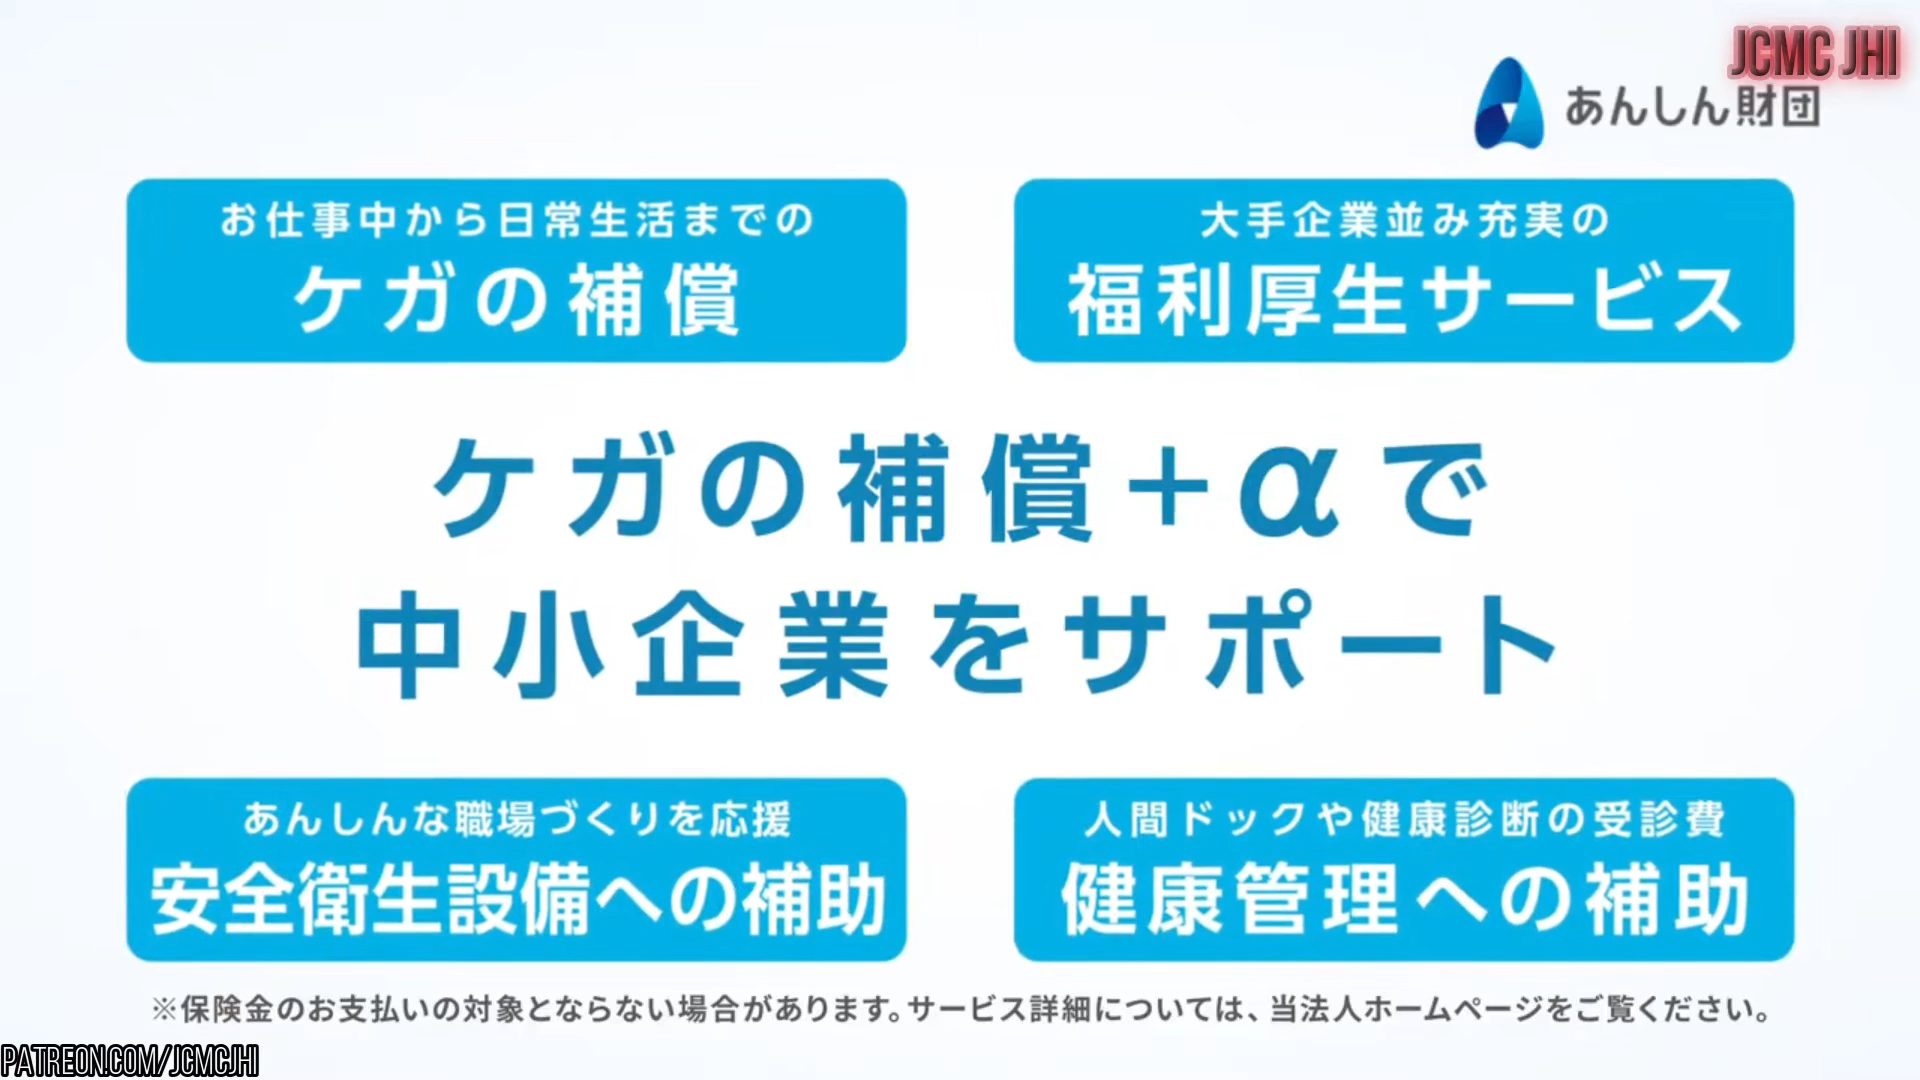 JCMC JHI
あんしん財団
お仕事中から日常生活までの
ケガの補償
大手企業並み充実の
福利厚生サービス
ケガの補償+αで
中小企業をサポート
あんしんな職場づくりを応援
安全衛生設備への補助
人間ドックや健康診断の受診費
健康管理への補助
※保険金のお支払いの対象とならない場合があります。サービス詳細については、当法人ホームページをご覧ください。
PATREON.COM/JCMCJHI